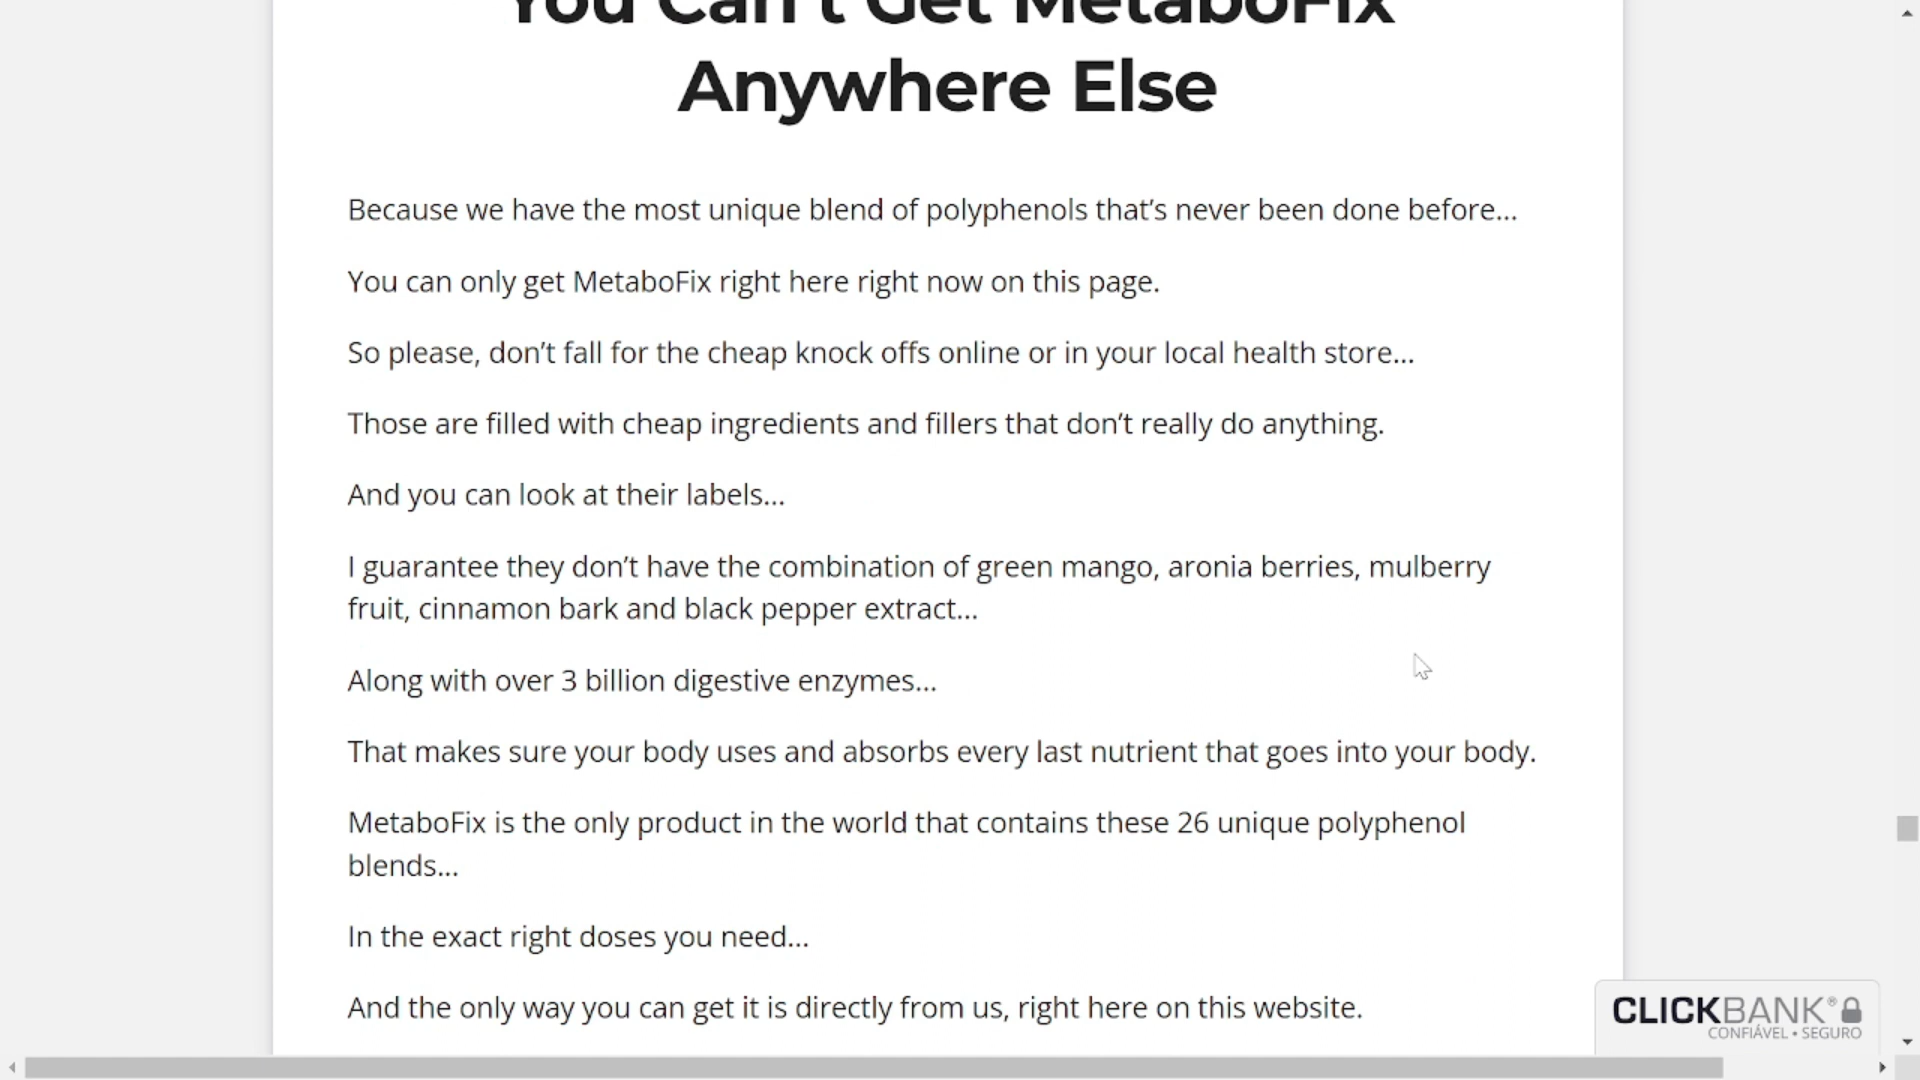 You Can't Get MetaboFix
Anywhere Else
Because we have the most unique blend of polyphenols that’s never been done before…
You can only get MetaboFix right here right now on this page.
So please, don’t fall for the cheap knock offs online or in your local health store…
Those are filled with cheap ingredients and fillers that don’t really do anything.
And you can look at their labels…
I guarantee they don’t have the combination of green mango, aronia berries, mulberry
fruit, cinnamon bark and black pepper extract…
Along with over 3 billion digestive enzymes…
That makes sure your body uses and absorbs every last nutrient that goes into your body.
MetaboFix is the only product in the world that contains these 26 unique polyphenol
blends…
In the exact right doses you need…
And the only way you can get it is directly from us, right here on this website.
CLICKBANK®
CONFIÁVEL • SEGURO